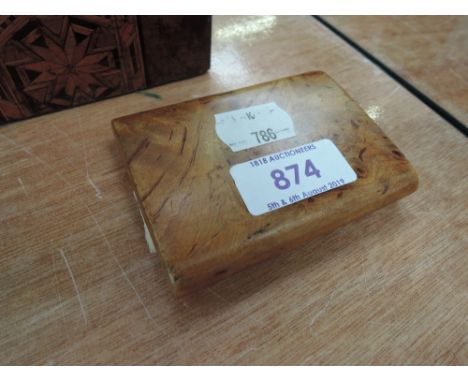 786
1818 AUCTIONEERS
874
5th & 6th August 2019